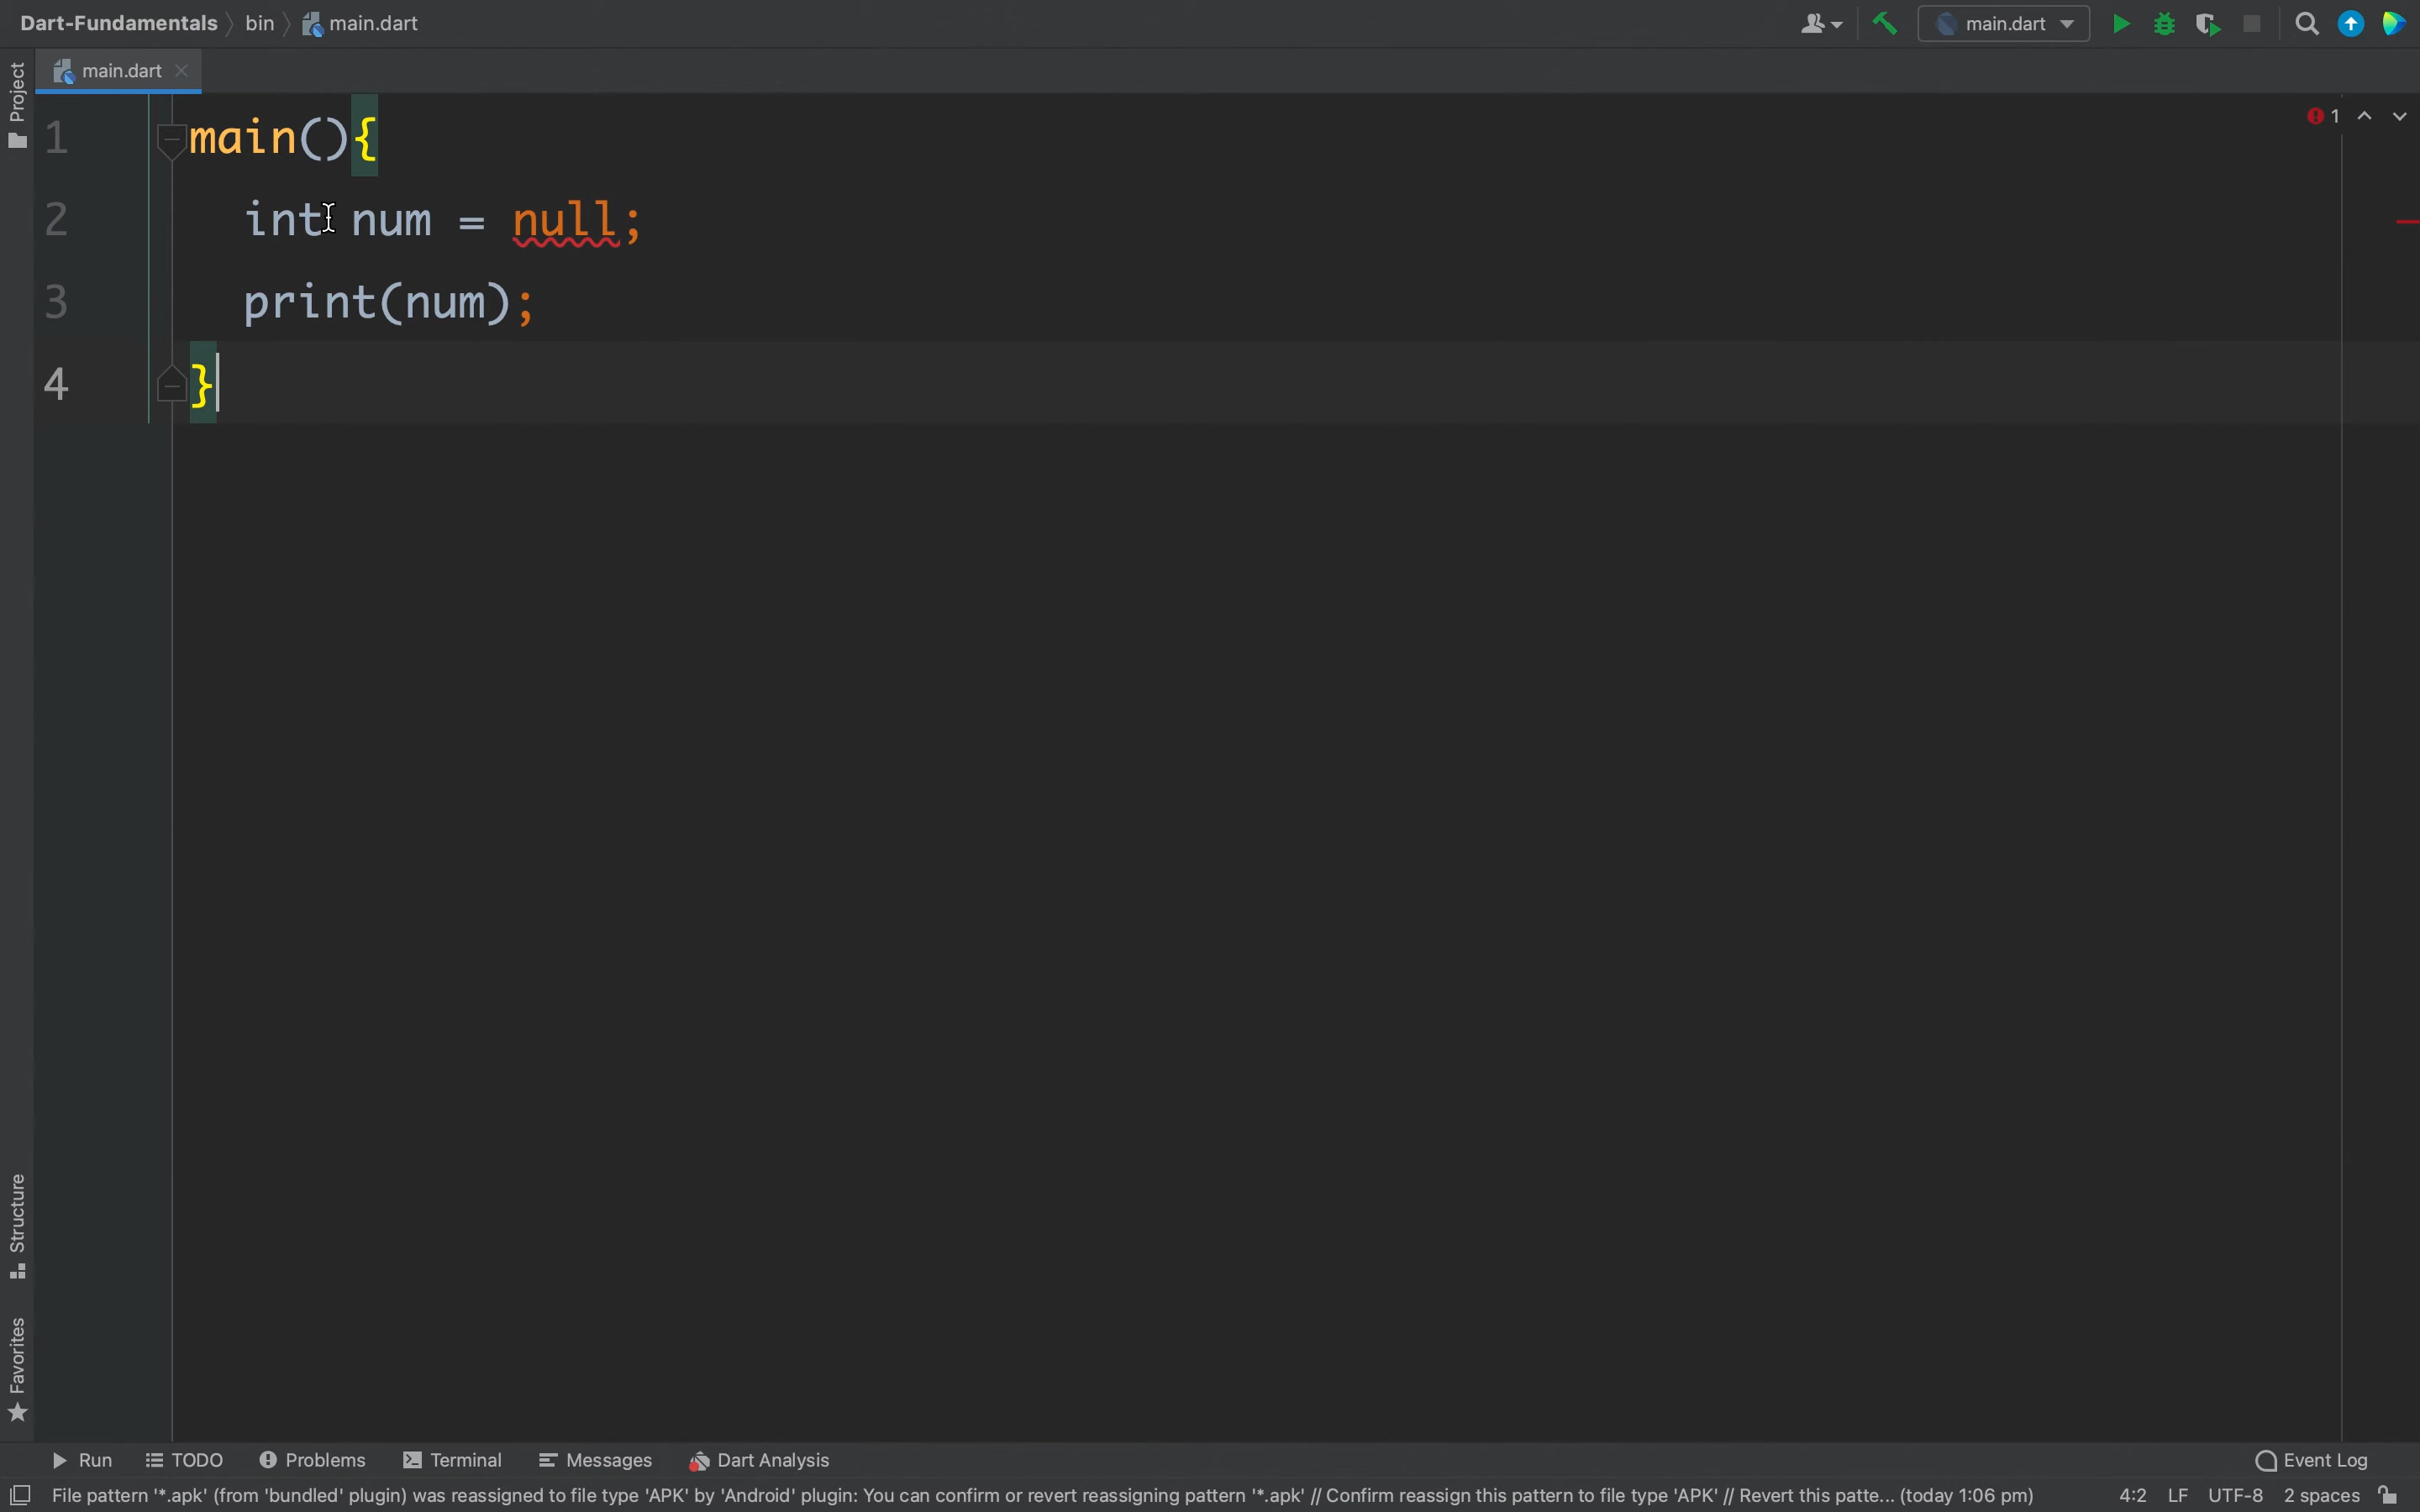 Dart-Fundamentals bin main.dart
main.dart
main.dart
Project
1
1 main(){
2 int num = null;
3 print(num);
4 }
Structure
Favorites
Run TODO Problems Terminal Messages Dart Analysis Event Log
File pattern '*.apk' (from 'bundled' plugin) was reassigned to file type 'APK' by 'Android' plugin: You can confirm or revert reassigning pattern '*.apk' // Confirm reassign this pattern to file type 'APK' // Revert this patte... (today 1:06 pm) 4:2 LF UTF-8 2 spaces